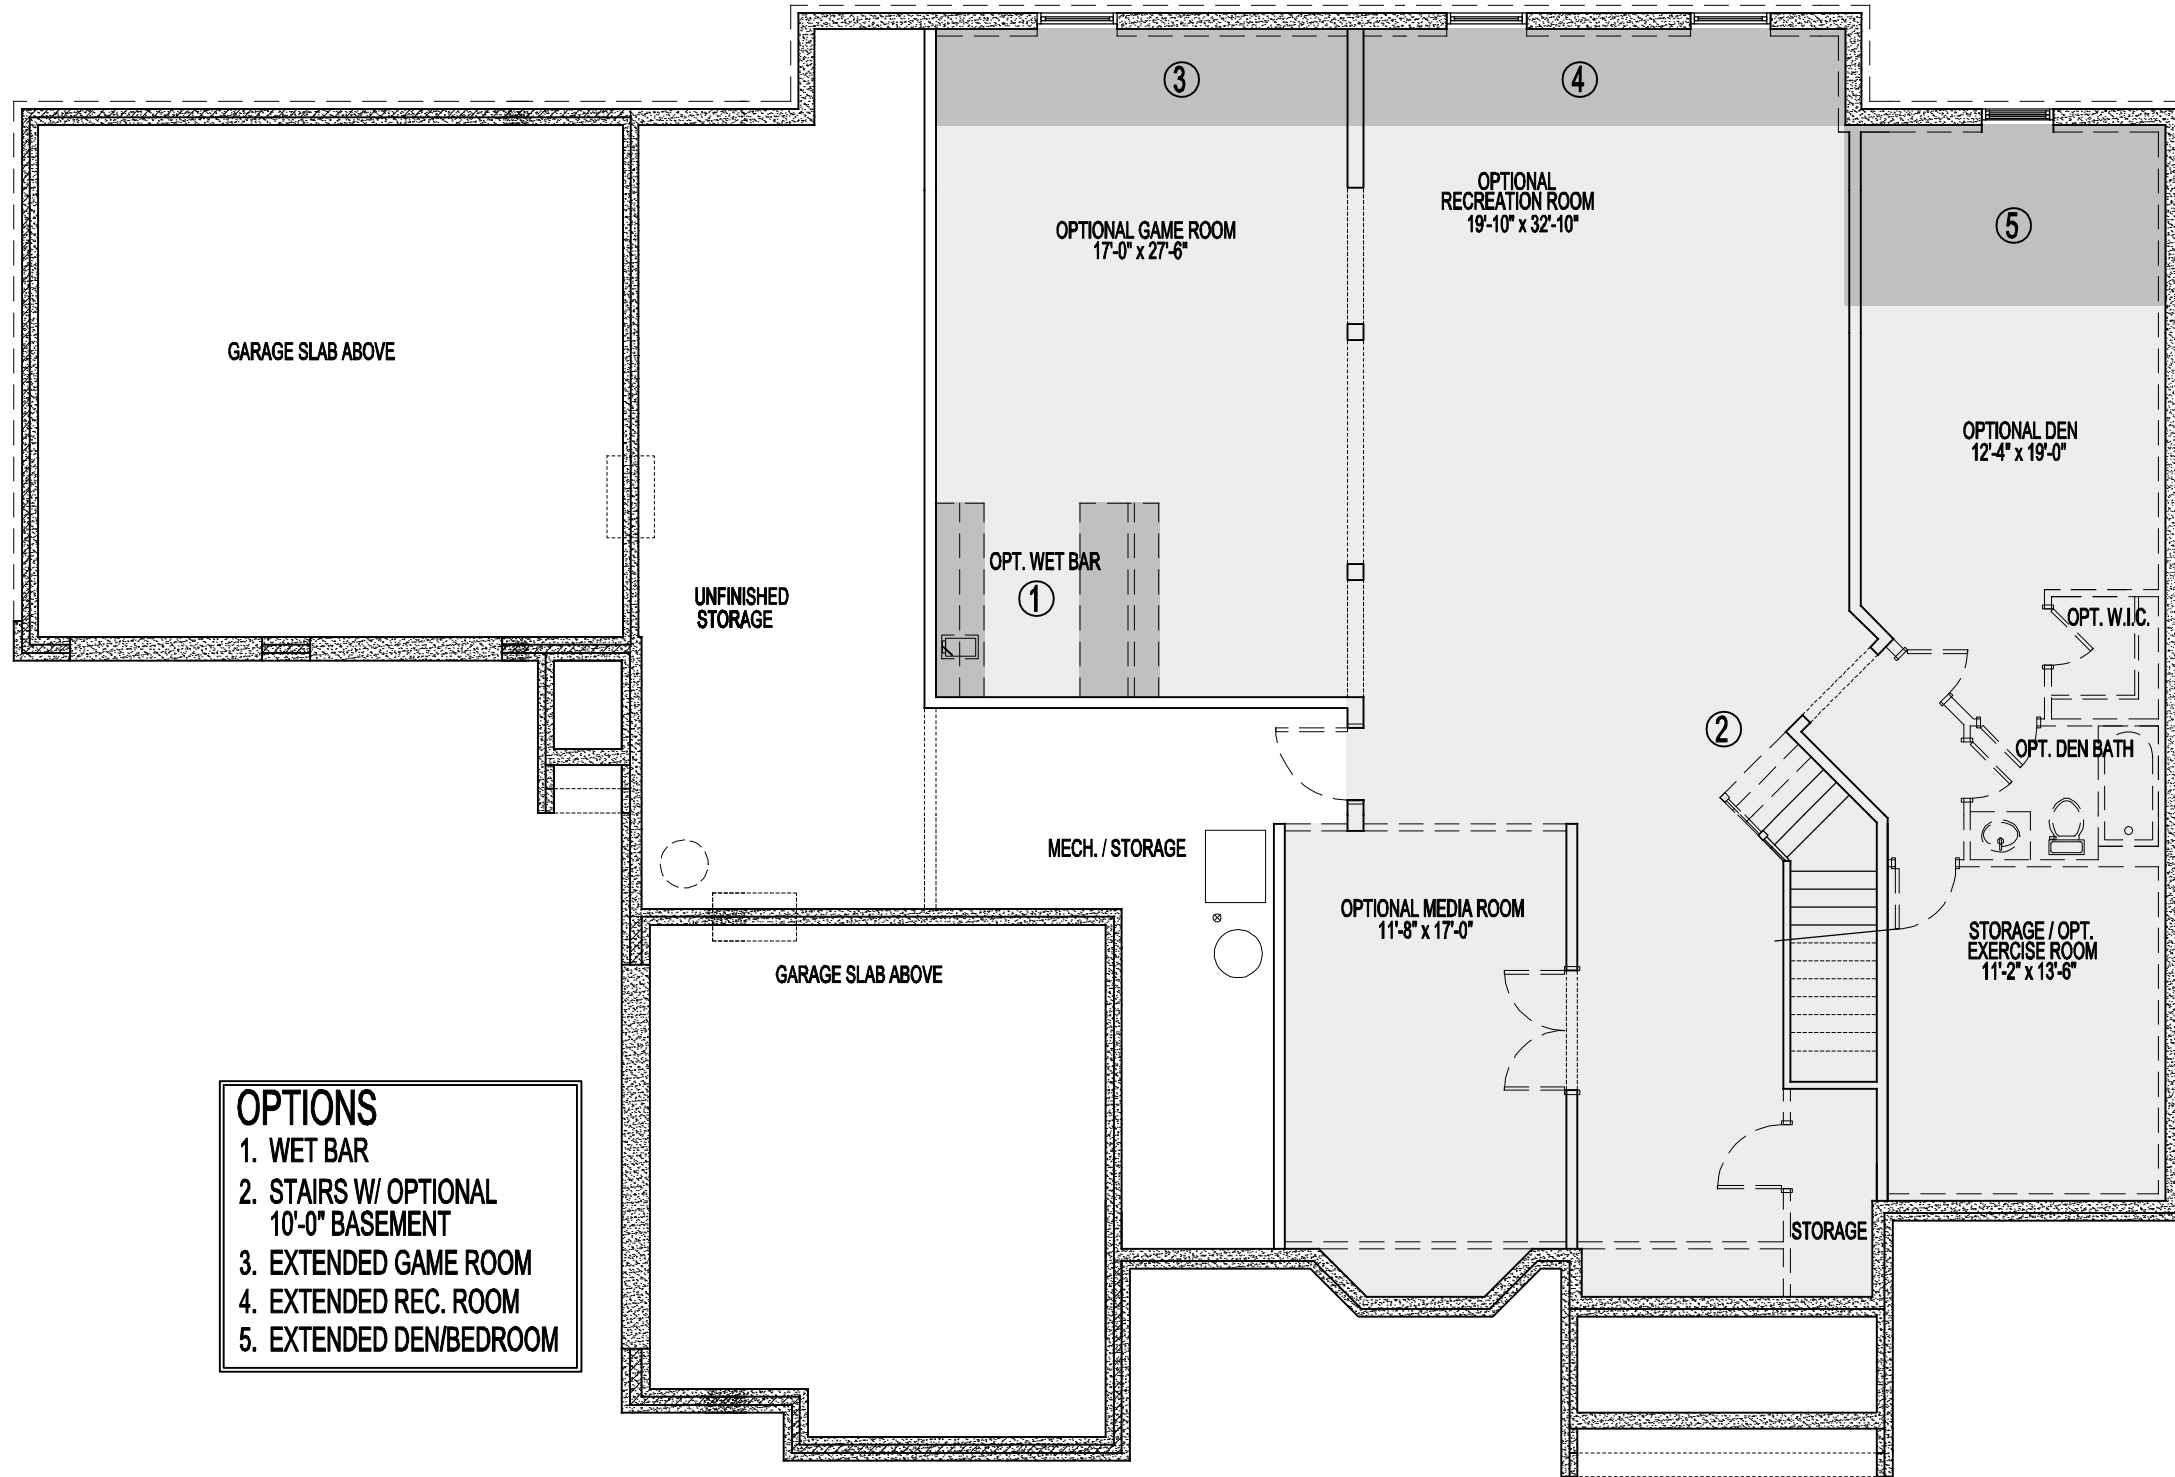 3
4
OPTIONAL
RECREATION ROOM
19'-10" x 32'-10"
OPTIONAL GAME ROOM
17'-0" x 27'-6"
5
GARAGE SLAB ABOVE
OPTIONAL DEN
12'-4" x 19'-0"
OPT. WET BAR
1
UNFINISHED
STORAGE
OPT. W.I.C.
2
OPT. DEN BATH
MECH. / STORAGE
OPTIONAL MEDIA ROOM
11'-8" x 17'-0"
STORAGE / OPT.
EXERCISE ROOM
11'-2" x 13'-6"
GARAGE SLAB ABOVE
STORAGE
OPTIONS
1. WET BAR
2. STAIRS W/ OPTIONAL
10'-0" BASEMENT
3. EXTENDED GAME ROOM
4. EXTENDED REC. ROOM
5. EXTENDED DEN/BEDROOM